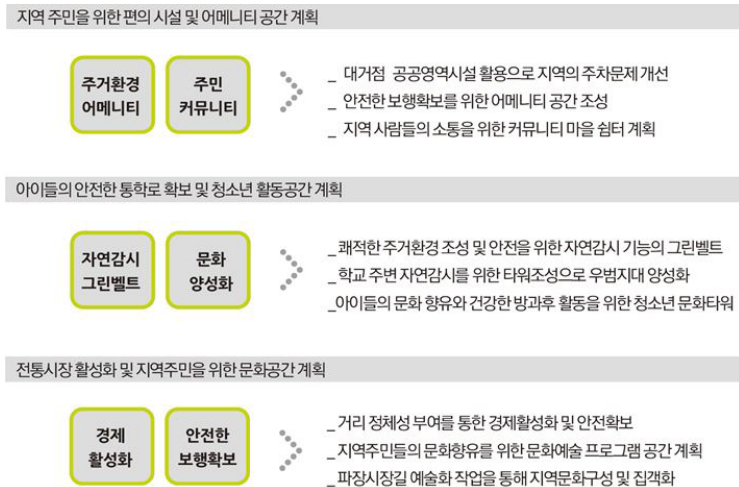 지역 주민을 위한 편의 시설 및 어메니티 공간 계획
주거환경
어메니티
주민
커뮤니티
_ 대거점 공공영역시설 활용으로 지역의 주차문제 개선
_ 안전한 보행확보를 위한 어메니티 공간 조성
_ 지역 사람들의 소통을 위한 커뮤니티 마을 쉼터 계획
아이들의 안전한 통학로 확보 및 청소년 활동공간 계획
자연감시
그린벨트
문화
양성화
_ 쾌적한 주거환경 조성 및 안전을 위한 자연감시 기능의 그린벨트
_ 학교 주변 자연감시를 위한 타워조성으로 우범지대 양성화
_아이들의 문화 향유와 건강한 방과후 활동을 위한 청소년 문화타워
전통시장 활성화 및 지역주민을 위한 문화공간 계획
경제
활성화
안전한
보행확보
_ 거리 정체성 부여를 통한 경제활성화 및 안전확보
_ 지역주민들의 문화향유를 위한 문화예술 프로그램 공간 계획
_ 파장시장길 예술화 작업을 통해 지역문화구성 및 집객화